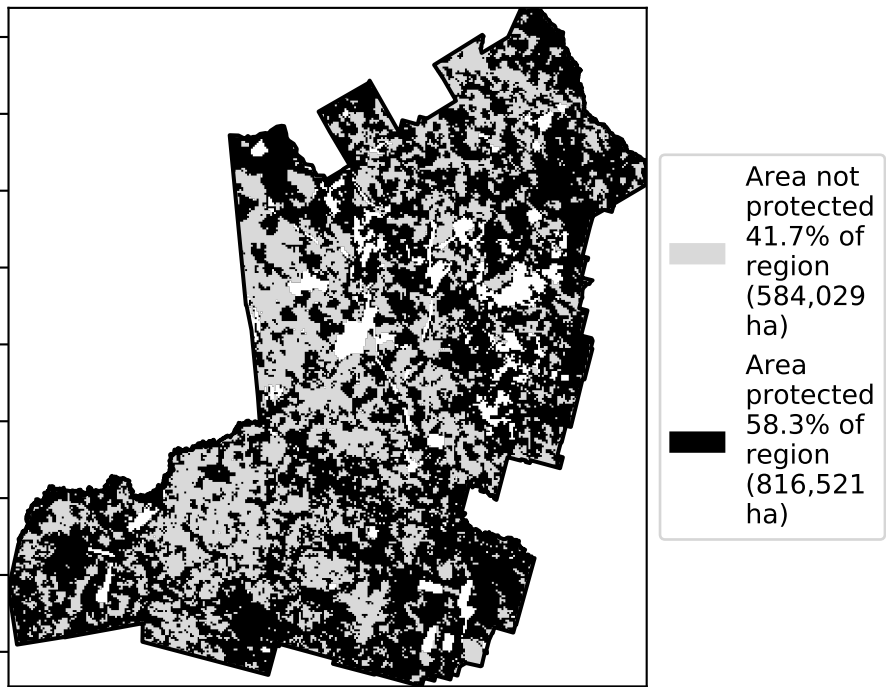 Area not
protected
41.7% of
region
(584,029
ha)
Area
protected
58.3% of
region
(816,521
ha)